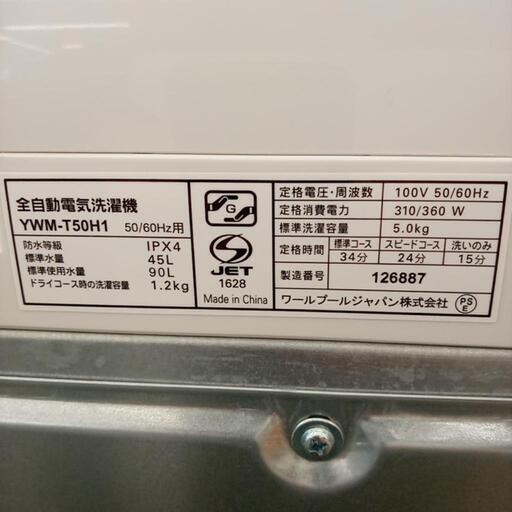 全自動電気洗濯機
YWM-T50H1 50/60Hz用
防水等級 IPX4
標準水量 45L
標準使用水量 90L
ドライコース時の洗濯容量 1.2kg
G
JET
1628
Made in China
定格電圧・周波数 100V 50/60Hz
定格消費電力 310/360 W
標準洗濯容量 5.0kg
定格時間 標準コース スピードコース 洗いのみ
34分 24分 15分
製造番号 126887
ワールプールジャパン株式会社 PSE